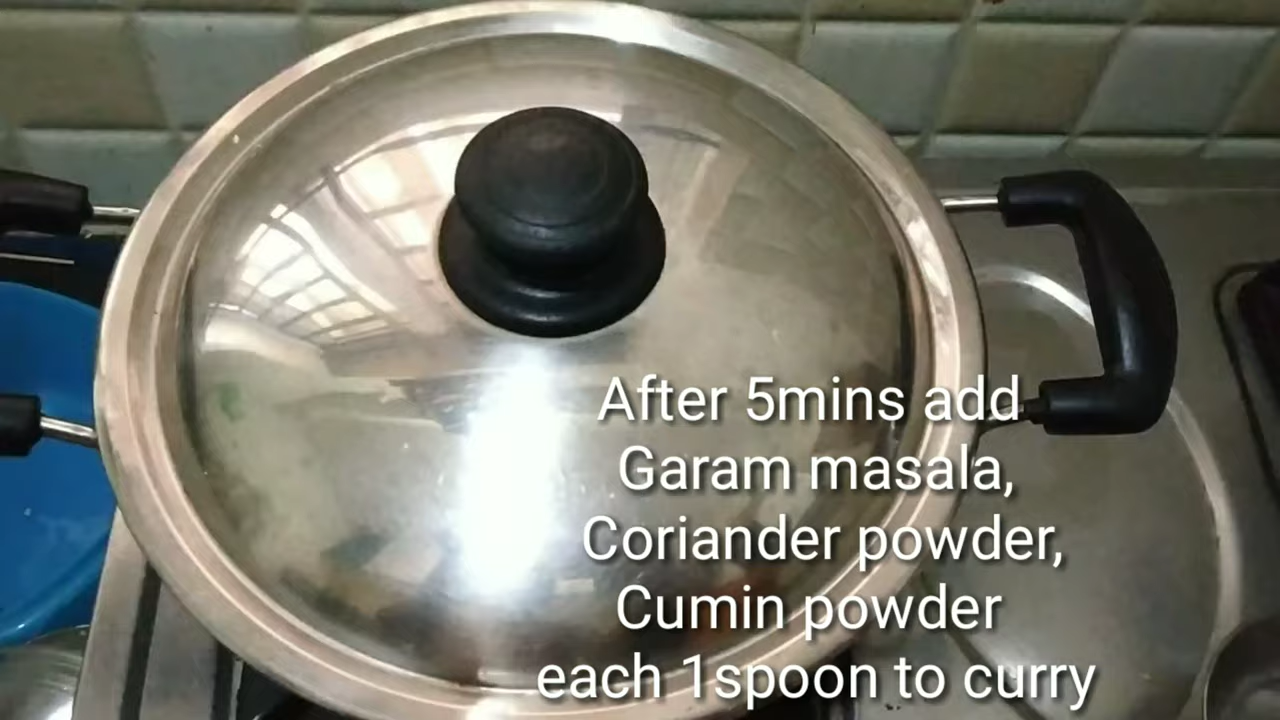 After 5mins add
Garam masala,
Coriander powder,
Cumin powder
each 1spoon to curry